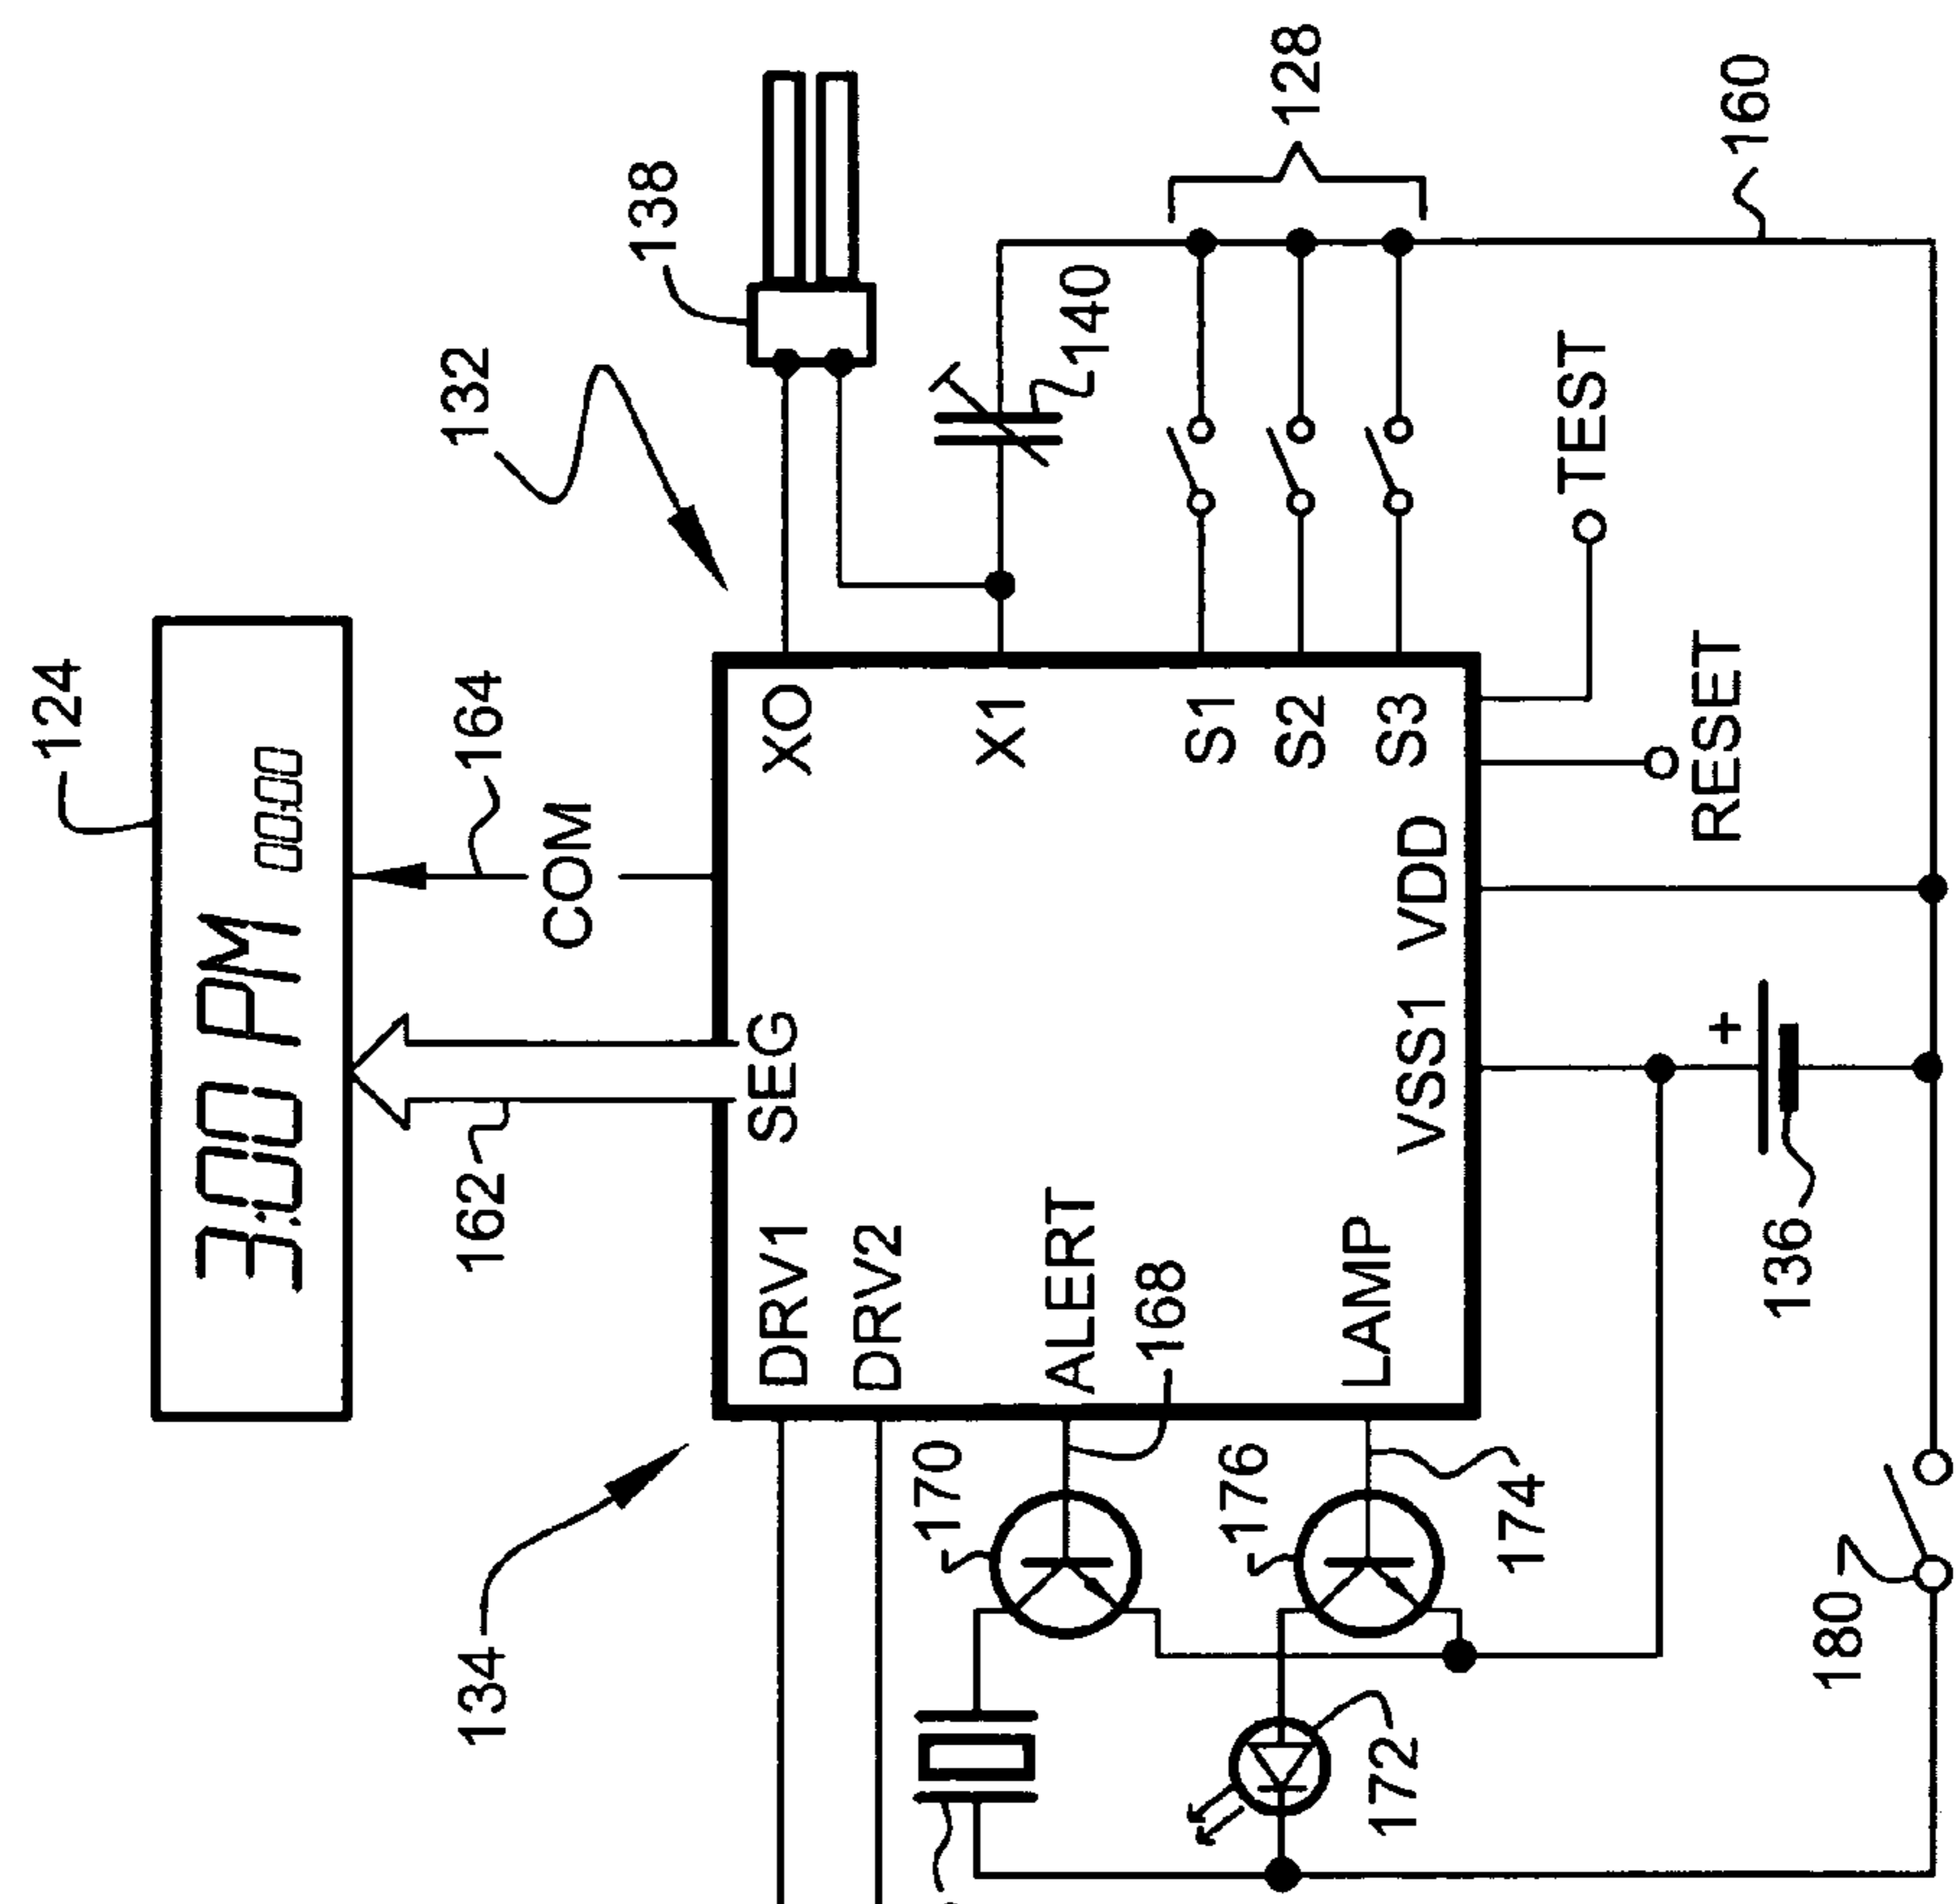 124
3:00 PM 00:00
162
SEG
COM
164
132
138
140
128
160
134
DRV1
DRV2
ALERT
LAMP
168
170
176
174
172
XO
X1
S1
S2
S3
VSS1
VDD
RESET
TEST
+
136
180